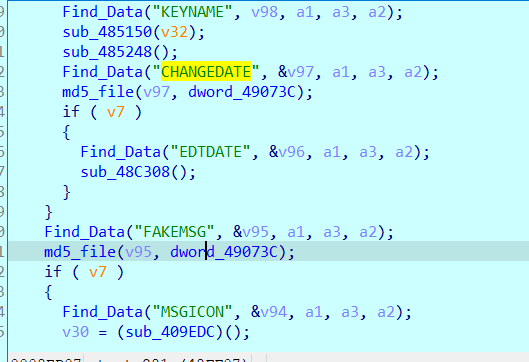 Find_Data("KEYNAME", v98, a1, a3, a2);
sub_485150(v32);
sub_485248();
Find_Data("CHANGEDATE", &v97, a1, a3, a2);
md5_file(v97, dword_49073C);
if ( v7 )
{
Find_Data("EDTDATE", &v96, a1, a3, a2);
sub_48C308();
}
}
Find_Data("FAKEMSG", &v95, a1, a3, a2);
md5_file(v95, dword_49073C);
if ( v7 )
{
Find_Data("MSGICON", &v94, a1, a3, a2);
v30 = (sub_409EDC)();